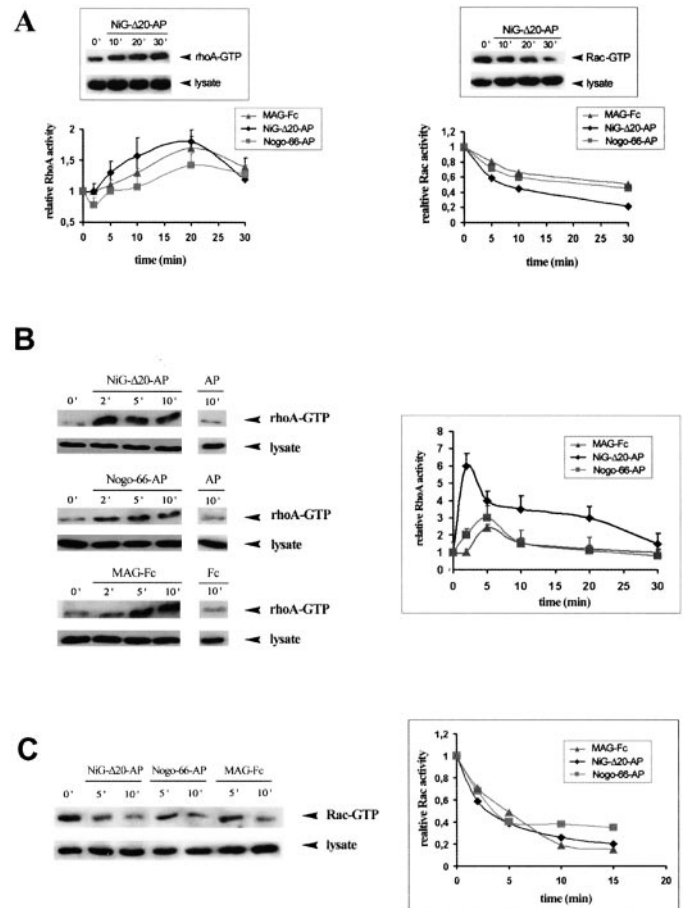 A
NiG-Δ20-AP
0' 10' 20' 30'
rhoA-GTP
lysate
MAG-Fc
NiG-Δ20-AP
Nogo-66-AP
relative RhoA activity
2
1,5
1
0,5
0 5 10 15 20 25 30
time (min)
NiG-Δ20-AP
0' 10' 20' 30'
Rac-GTP
lysate
MAG-Fc
NiG-Δ20-AP
Nogo-66-AP
realtive Rac activity
1,2
1
0,8
0,6
0,4
0,2
0
0 5 10 15 20 25 30
time (min)
B
NiG-Δ20-AP AP
0' 2' 5' 10' 10'
rhoA-GTP
lysate
Nogo-66-AP AP
0' 2' 5' 10' 10'
rhoA-GTP
lysate
MAG-Fc Fc
0' 2' 5' 10' 10'
rhoA-GTP
lysate
MAG-Fc
NiG-Δ20-AP
Nogo-66-AP
relative RhoA activity
8
7
6
5
4
3
2
1
0
0 5 10 15 20 25 30
time (min)
C
NiG-Δ20-AP Nogo-66-AP MAG-Fc
0' 5' 10' 5' 10' 5' 10'
Rac-GTP
lysate
MAG-Fc
NiG-Δ20-AP
Nogo-66-AP
realtive Rac activity
1,2
1
0,8
0,6
0,4
0,2
0
0 5 10 15 20
time (min)